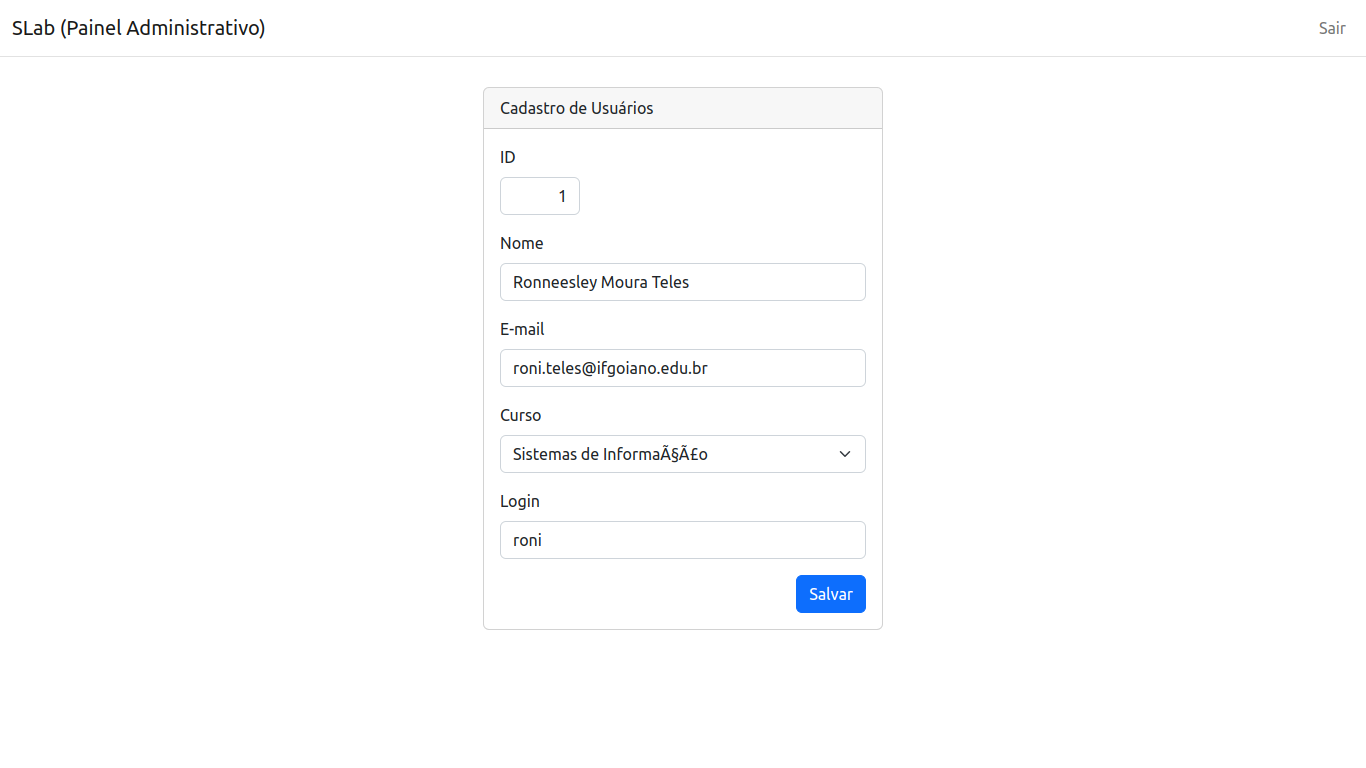 SLab (Painel Administrativo)
Sair
Cadastro de Usuários
ID
1
Nome
Ronneesley Moura Teles
E-mail
roni.teles@ifgoiano.edu.br
Curso
Sistemas de InformaÃ§Ã£o
Login
roni
Salvar